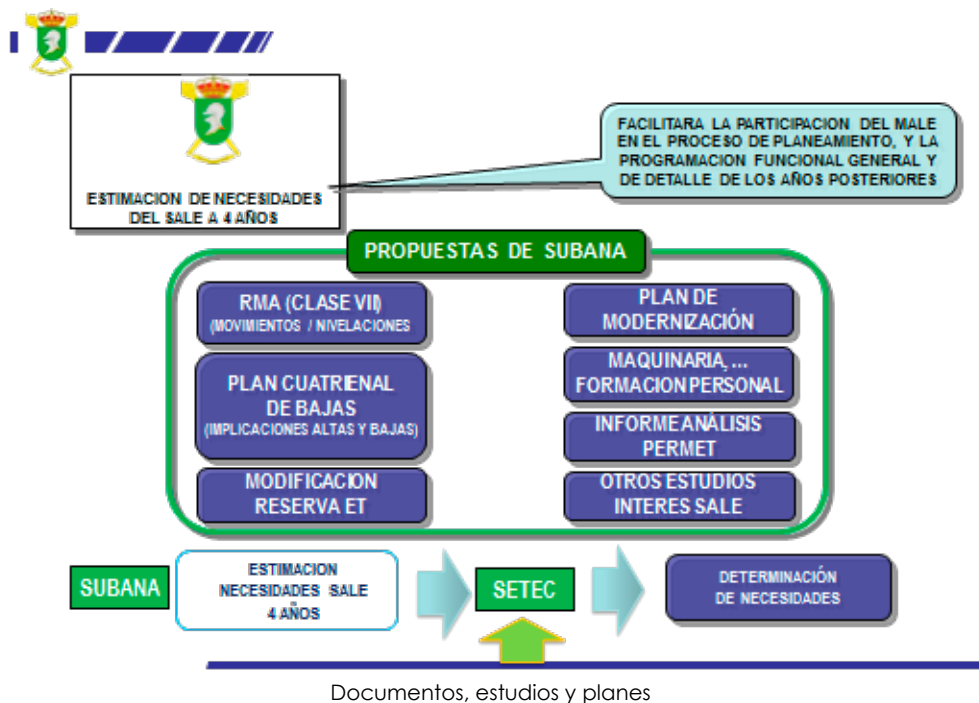 ESTIMACION DE NECESIDADES
DEL SALE A 4 AÑOS
FACILITARA LA PARTICIPACION DEL MALE
EN EL PROCESO DE PLANEAMIENTO, Y LA
PROGRAMACION FUNCIONAL GENERAL Y
DE DETALLE DE LOS AÑOS POSTERIORES
PROPUESTAS DE SUBANA
RMA (CLASE VII)
(MOVIMIENTOS / NIVELACIONES
PLAN CUATRIENAL
DE BAJAS
(IMPLICACIONES ALTAS Y BAJAS)
MODIFICACION
RESERVA ET
PLAN DE
MODERNIZACIÓN
MAQUINARIA, ...
FORMACION PERSONAL
INFORME ANÁLISIS
PERMET
OTROS ESTUDIOS
INTERES SALE
SUBANA
ESTIMACION
NECESIDADES SALE
4 AÑOS
SETEC
DETERMINACIÓN
DE NECESIDADES
Documentos, estudios y planes